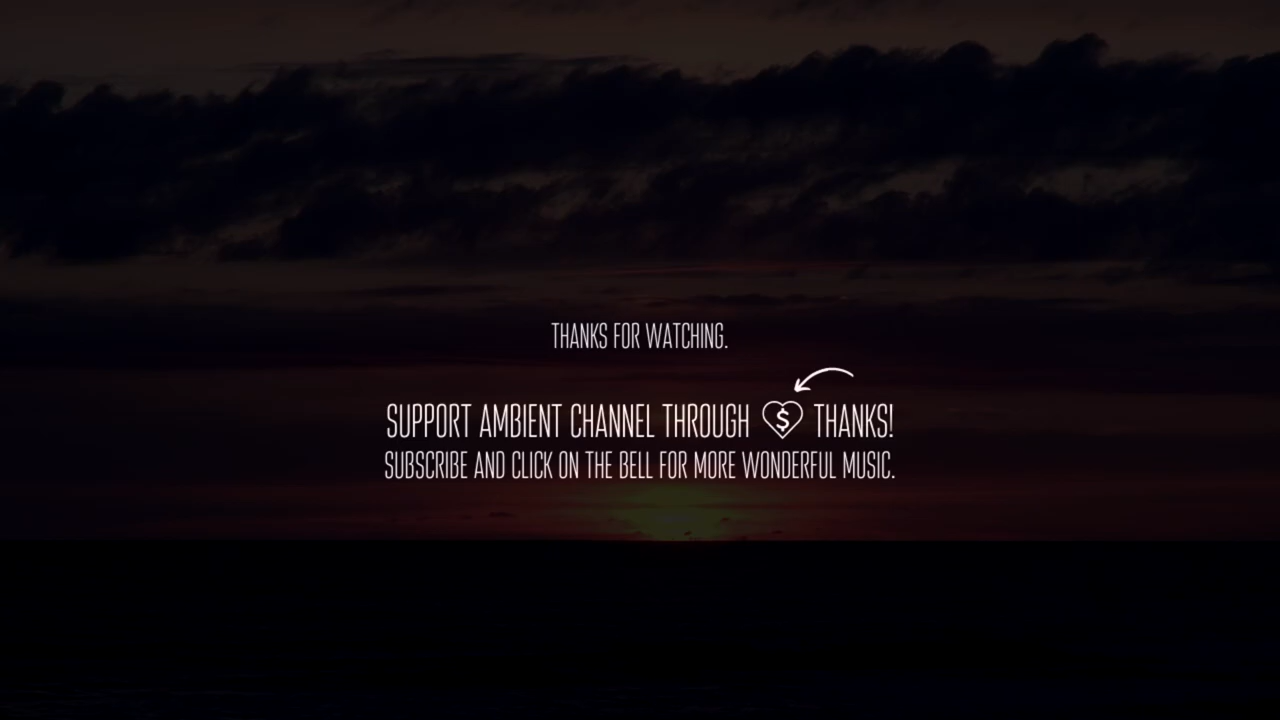 THANKS FOR WATCHING.
SUPPORT AMBIENT CHANNEL THROUGH $ THANKS!
SUBSCRIBE AND CLICK ON THE BELL FOR MORE WONDERFUL MUSIC.